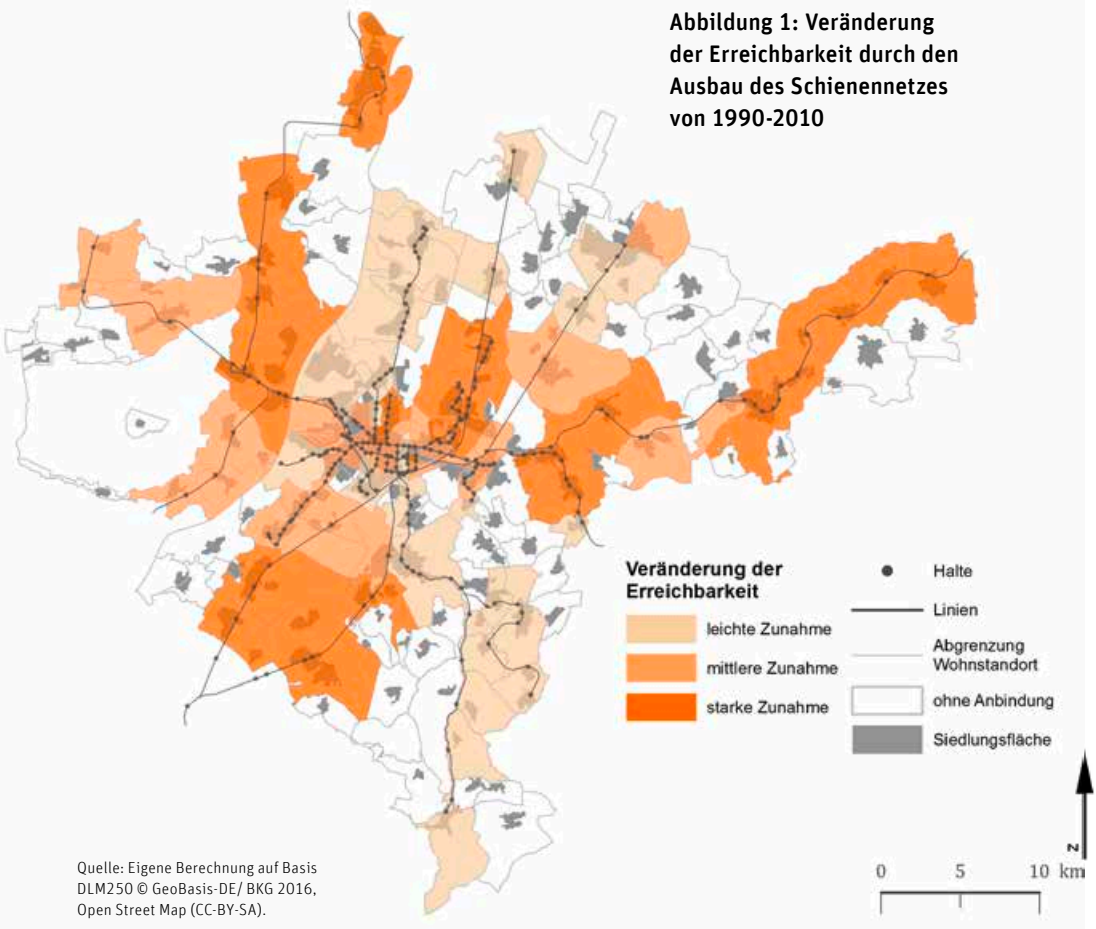 Abbildung 1: Veränderung
der Erreichbarkeit durch den
Ausbau des Schienennetzes
von 1990-2010
Veränderung der
Erreichbarkeit
leichte Zunahme
mittlere Zunahme
starke Zunahme
Halte
Linien
Abgrenzung
Wohnstandort
ohne Anbindung
Siedlungsfläche
N
0 5 10 km
Quelle: Eigene Berechnung auf Basis
DLM250 © GeoBasis-DE/ BKG 2016,
Open Street Map (CC-BY-SA).